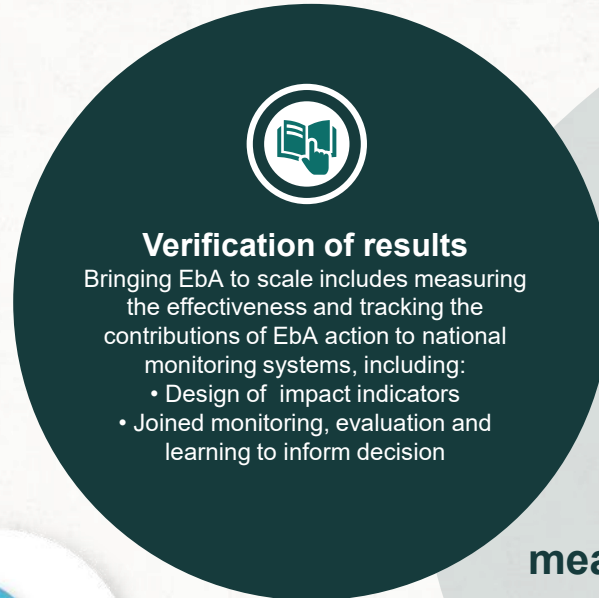 Verification of results
Bringing EbA to scale includes measuring
the effectiveness and tracking the
contributions of EbA action to national
monitoring systems, including:
• Design of  impact indicators
• Joined monitoring, evaluation and
learning to inform decision
mea